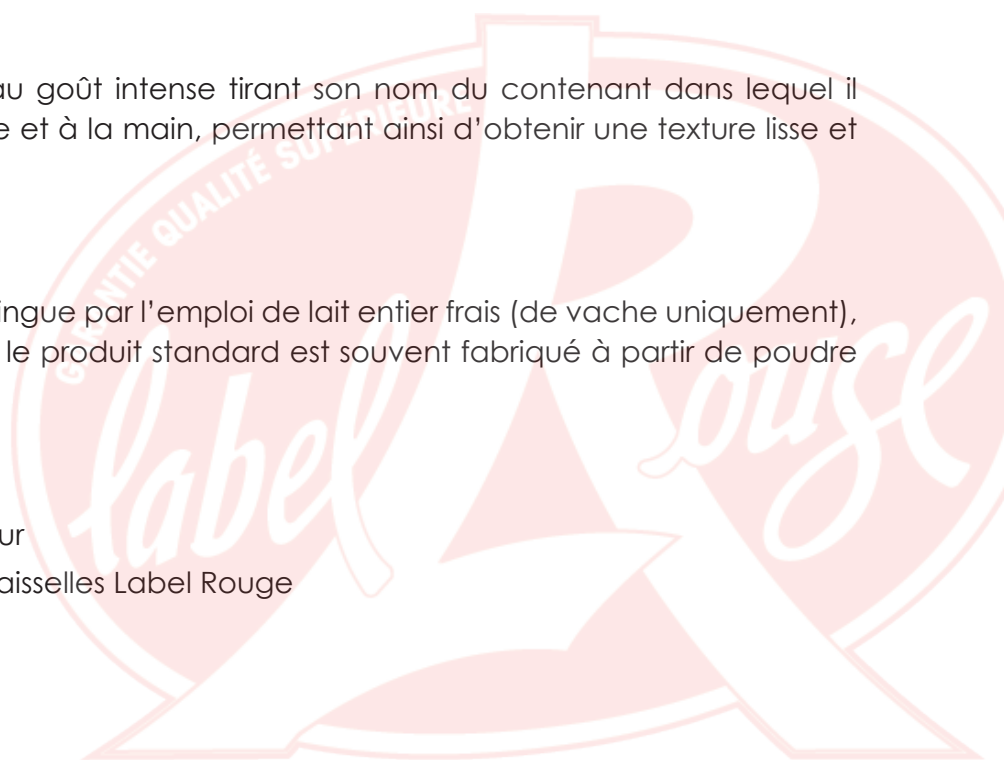 au goût intense tirant son nom du contenant dans lequel il
e et à la main, permettant ainsi d’obtenir une texture lisse et
GARANTIE QUALITÉ SUPÉRIEURE
ingue par l’emploi de lait entier frais (de vache uniquement),
le produit standard est souvent fabriqué à partir de poudre
label Rouge
ur
aisselles Label Rouge